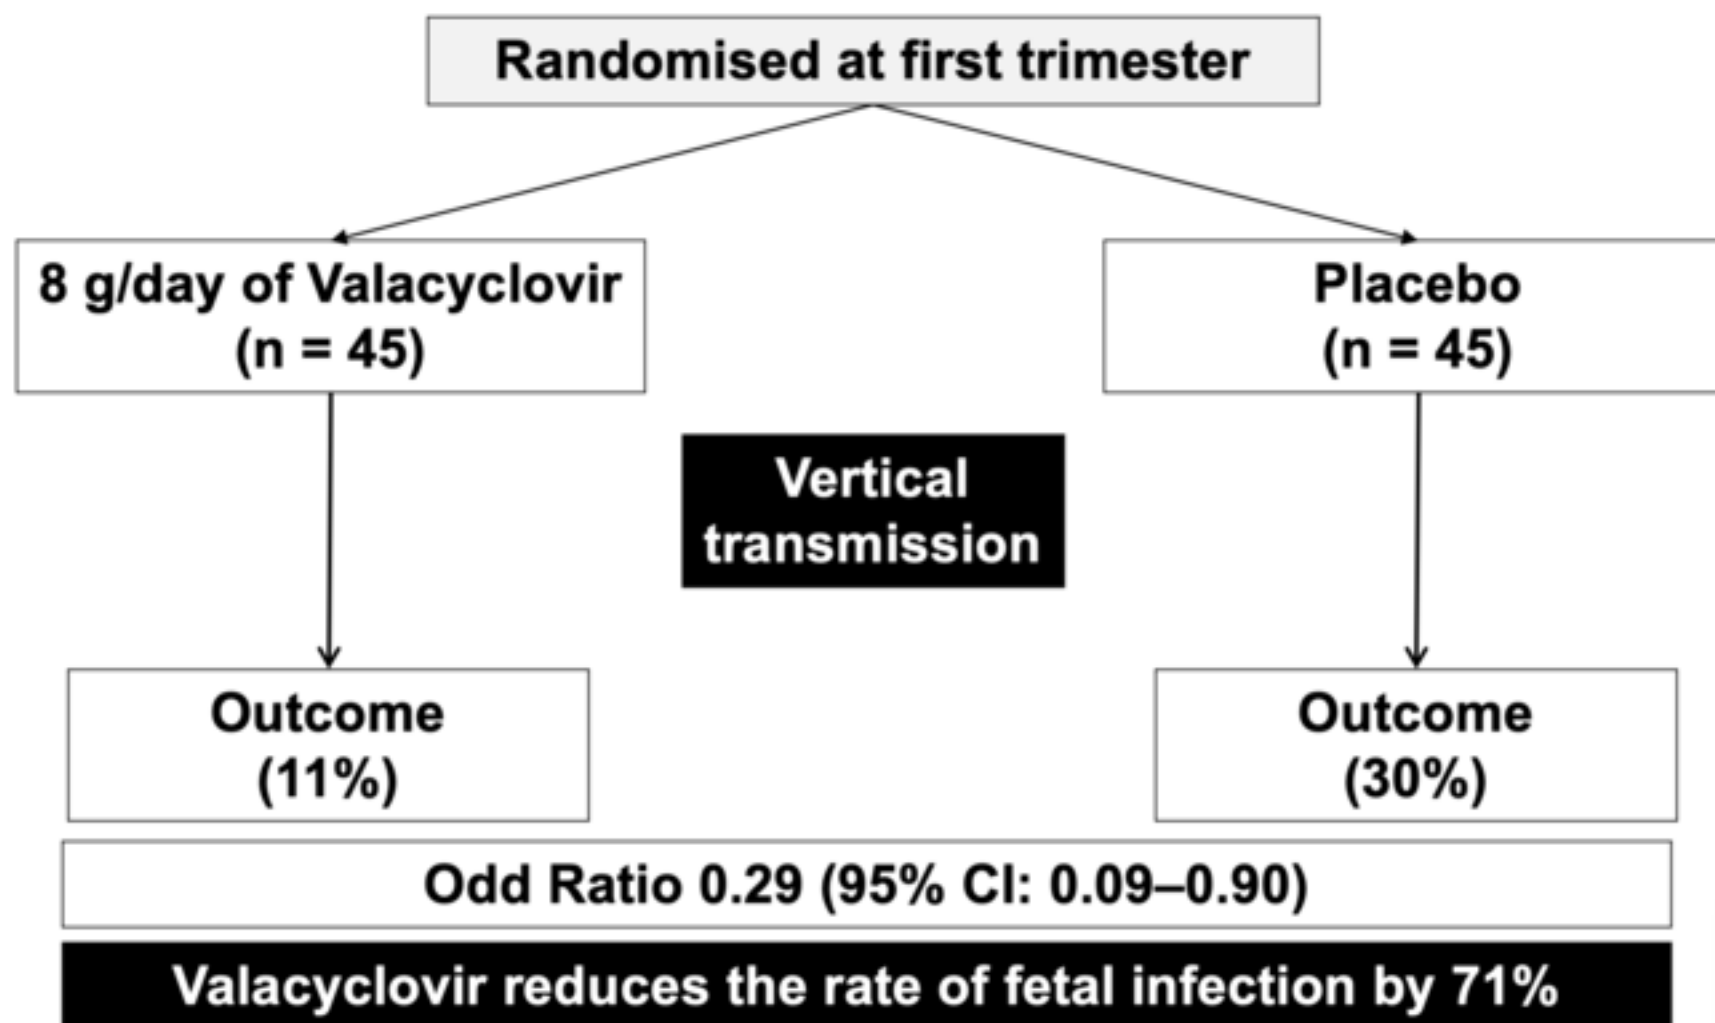 Randomised at first trimester
8 g/day of Valacyclovir
(n = 45)
Placebo
(n = 45)
Vertical
transmission
Outcome
(11%)
Outcome
(30%)
Odd Ratio 0.29 (95% CI: 0.09–0.90)
Valacyclovir reduces the rate of fetal infection by 71%